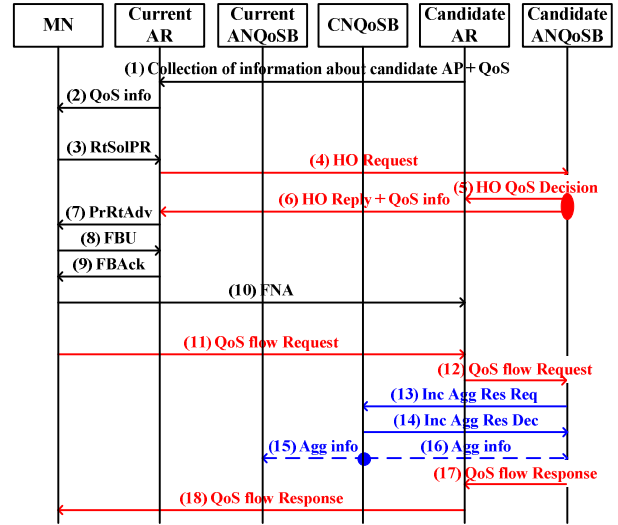 MN
Current
AR
Current
ANQoSB
CNQoSB
Candidate
AR
Candidate
ANQoSB
(1) Collection of information about candidate AP+QoS
(2) QoS info
(3) RtSolPR
(4) HO Request
(5) HO QoS Decision
(6) HO Reply+QoS info
(7) PrRtAdv
(8) FBU
(9) FBAck
(10) FNA
(11) QoS flow Request
(12) QoS flow Request
(13) Inc Agg Res Req
(14) Inc Agg Res Dec
(15) Agg info
(16) Agg info
(17) QoS flow Response
(18) QoS flow Response